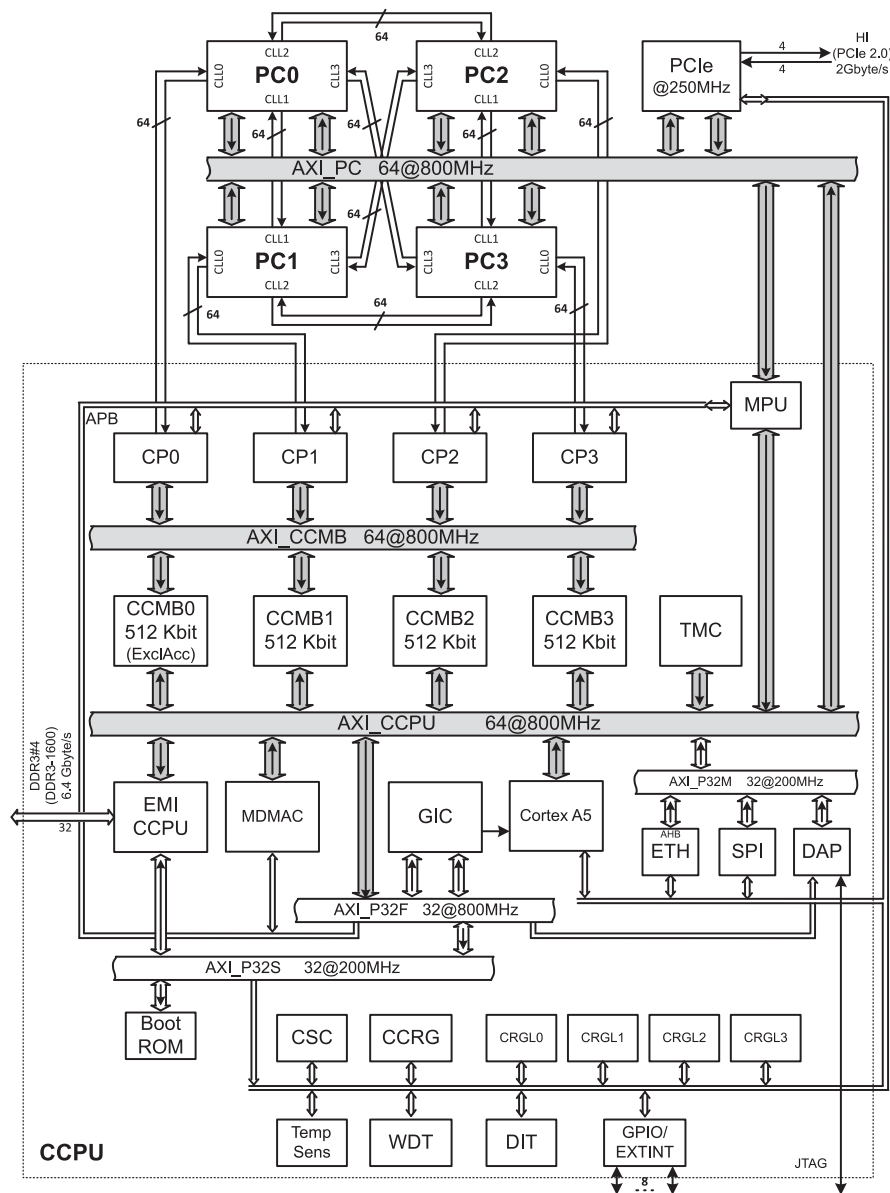 64
CLL2
CLL2
CLL0
PC0
CLL3
CLL3
PC2
CLL0
CLL1
CLL1
PCIe
@250MHz
4
4
HI
(PCIe 2.0)
2Gbyte/s
64
64
64
64
64
AXI_PC 64@800MHz
64
CLL1
CLL1
CLL0
PC1
CLL3
CLL3
PC3
CLL0
CLL2
CLL2
64
64
64
APB
MPU
CP0
CP1
CP2
CP3
AXI_CCMB 64@800MHz
CCMB0
512 Kbit
(ExclAcc)
CCMB1
512 Kbit
CCMB2
512 Kbit
CCMB3
512 Kbit
TMC
AXI_CCPU 64@800MHz
DDR3#4
(DDR3-1600)
6.4 Gbyte/s
32
EMI
CCPU
MDMAC
GIC
Cortex A5
AXI_P32M 32@200MHz
AHB
ETH
SPI
DAP
AXI_P32F 32@800MHz
AXI_P32S 32@200MHz
Boot
ROM
CSC
CCRG
CRGL0
CRGL1
CRGL2
CRGL3
Temp
Sens
WDT
DIT
GPIO/
EXTINT
CCPU
JTAG
8